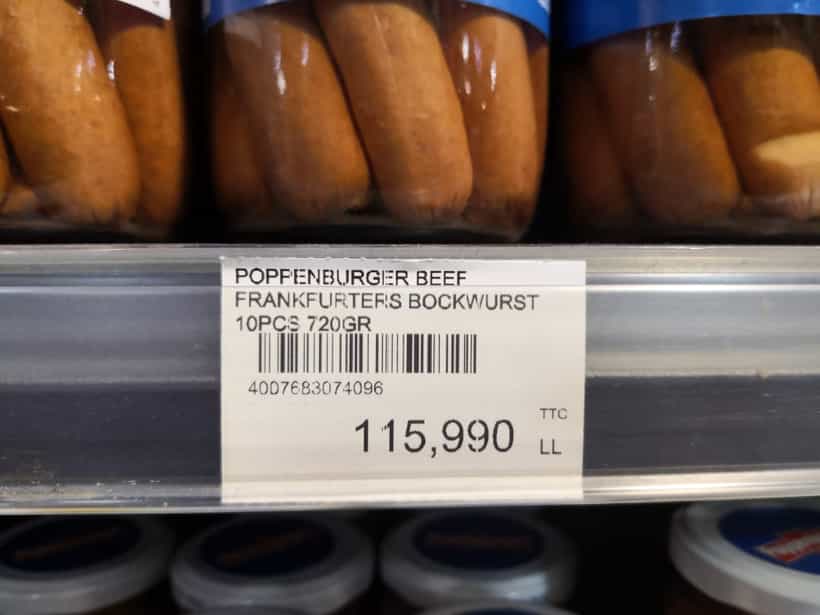 POPPENBURGER BEEF
FRANKFURTERS BOCKWURST
10PCS 720GR
4007683074096
115,990 TTC LL